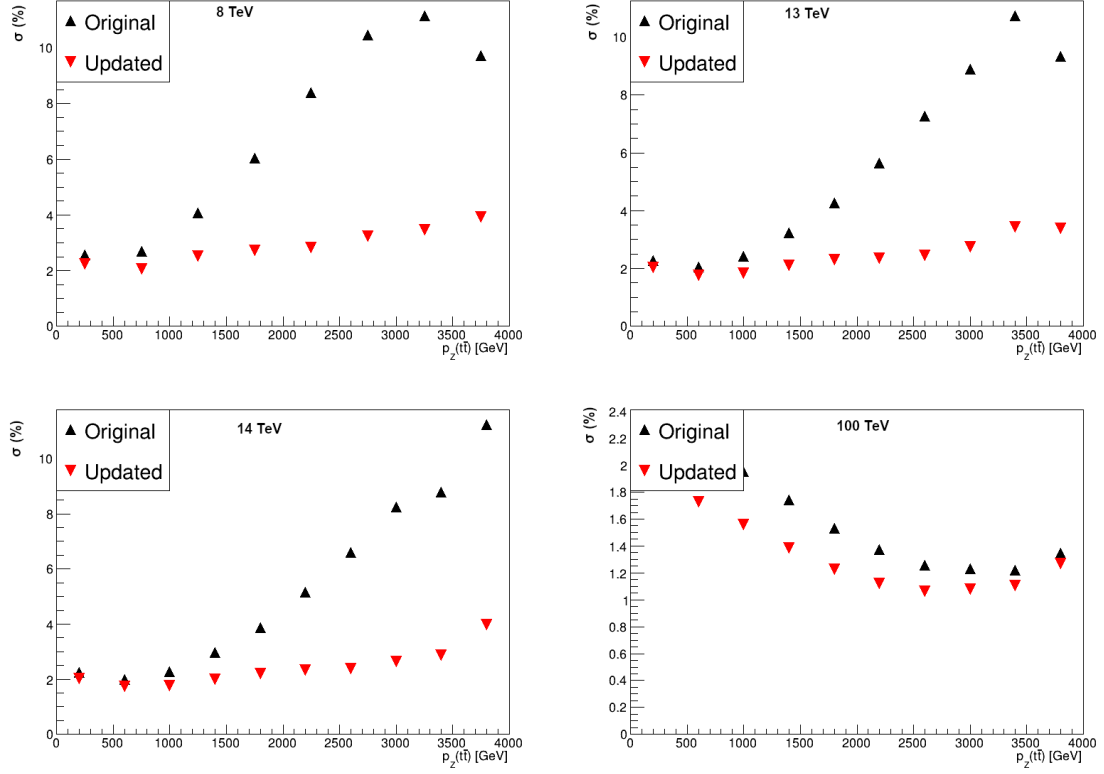 8 TeV
σ (%)
Original
Updated
10
8
6
4
2
0
0 500 1000 1500 2000 2500 3000 3500 4000
p_Z(tt̄) [GeV]
13 TeV
σ (%)
Original
Updated
10
8
6
4
2
0
0 500 1000 1500 2000 2500 3000 3500 4000
p_Z(tt̄) [GeV]
14 TeV
σ (%)
Original
Updated
10
8
6
4
2
0
0 500 1000 1500 2000 2500 3000 3500 4000
p_Z(tt̄) [GeV]
100 TeV
σ (%)
Original
Updated
2.4
2.2
2
1.8
1.6
1.4
1.2
1
0.8
0.6
0.4
0.2
0
0 500 1000 1500 2000 2500 3000 3500 4000
p_Z(tt̄) [GeV]